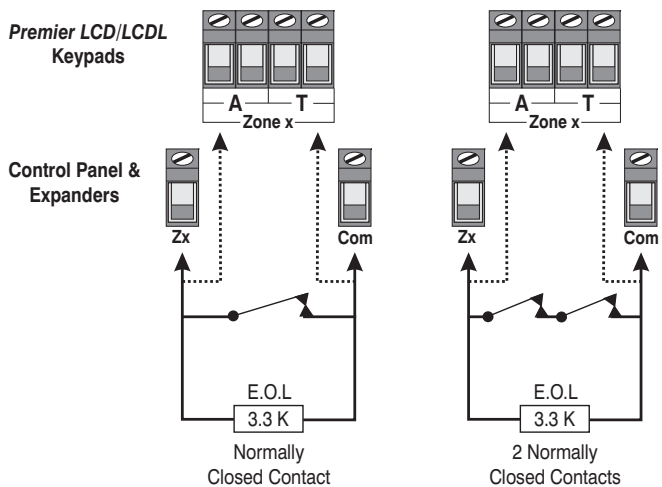 Premier LCD/LCDL
Keypads
A T
Zone x
A T
Zone x
Control Panel &
Expanders
Zx
Com
Zx
Com
E.O.L
3.3 K
Normally
Closed Contact
E.O.L
3.3 K
2 Normally
Closed Contacts